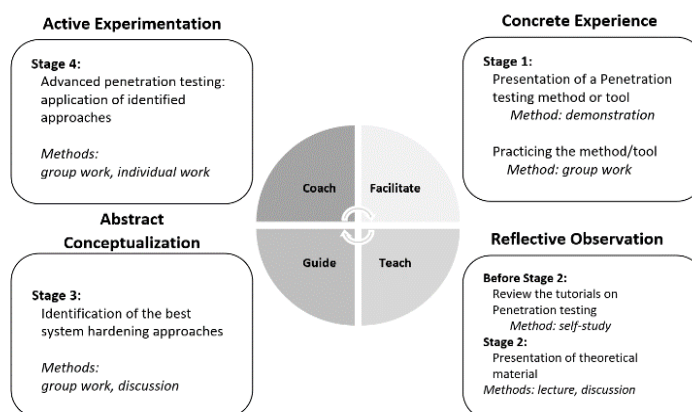 Active Experimentation
Stage 4:
Advanced penetration testing:
application of identified
approaches
Methods:
group work, individual work
Concrete Experience
Stage 1:
Presentation of a Penetration
testing method or tool
Method: demonstration
Practicing the method/tool
Method: group work
Coach
Facilitate
Guide
Teach
Abstract
Conceptualization
Stage 3:
Identification of the best
system hardening approaches
Methods:
group work, discussion
Reflective Observation
Before Stage 2:
Review the tutorials on
Penetration testing
Method: self-study
Stage 2:
Presentation of theoretical
material
Methods: lecture, discussion